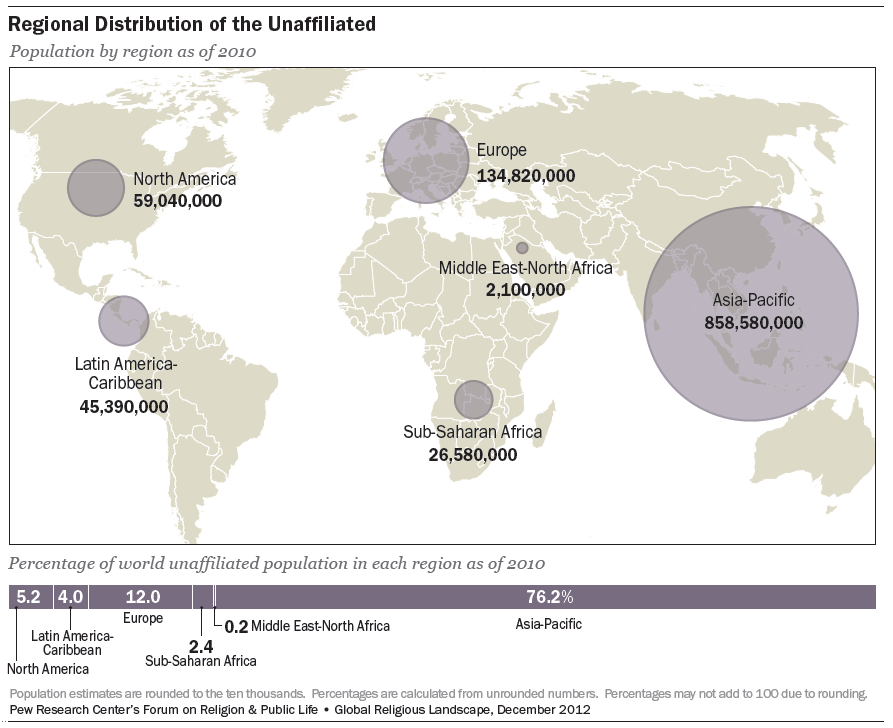 Regional Distribution of the Unaffiliated
Population by region as of 2010
North America
59,040,000
Europe
134,820,000
Middle East-North Africa
2,100,000
Asia-Pacific
858,580,000
Latin America-
Caribbean
45,390,000
Sub-Saharan Africa
26,580,000
Percentage of world unaffiliated population in each region as of 2010
5.2 4.0 12.0 76.2%
Europe
0.2 Middle East-North Africa
Asia-Pacific
Latin America-
Caribbean
2.4
Sub-Saharan Africa
North America
Population estimates are rounded to the ten thousands. Percentages are calculated from unrounded numbers. Percentages may not add to 100 due to rounding.
Pew Research Center's Forum on Religion & Public Life • Global Religious Landscape, December 2012